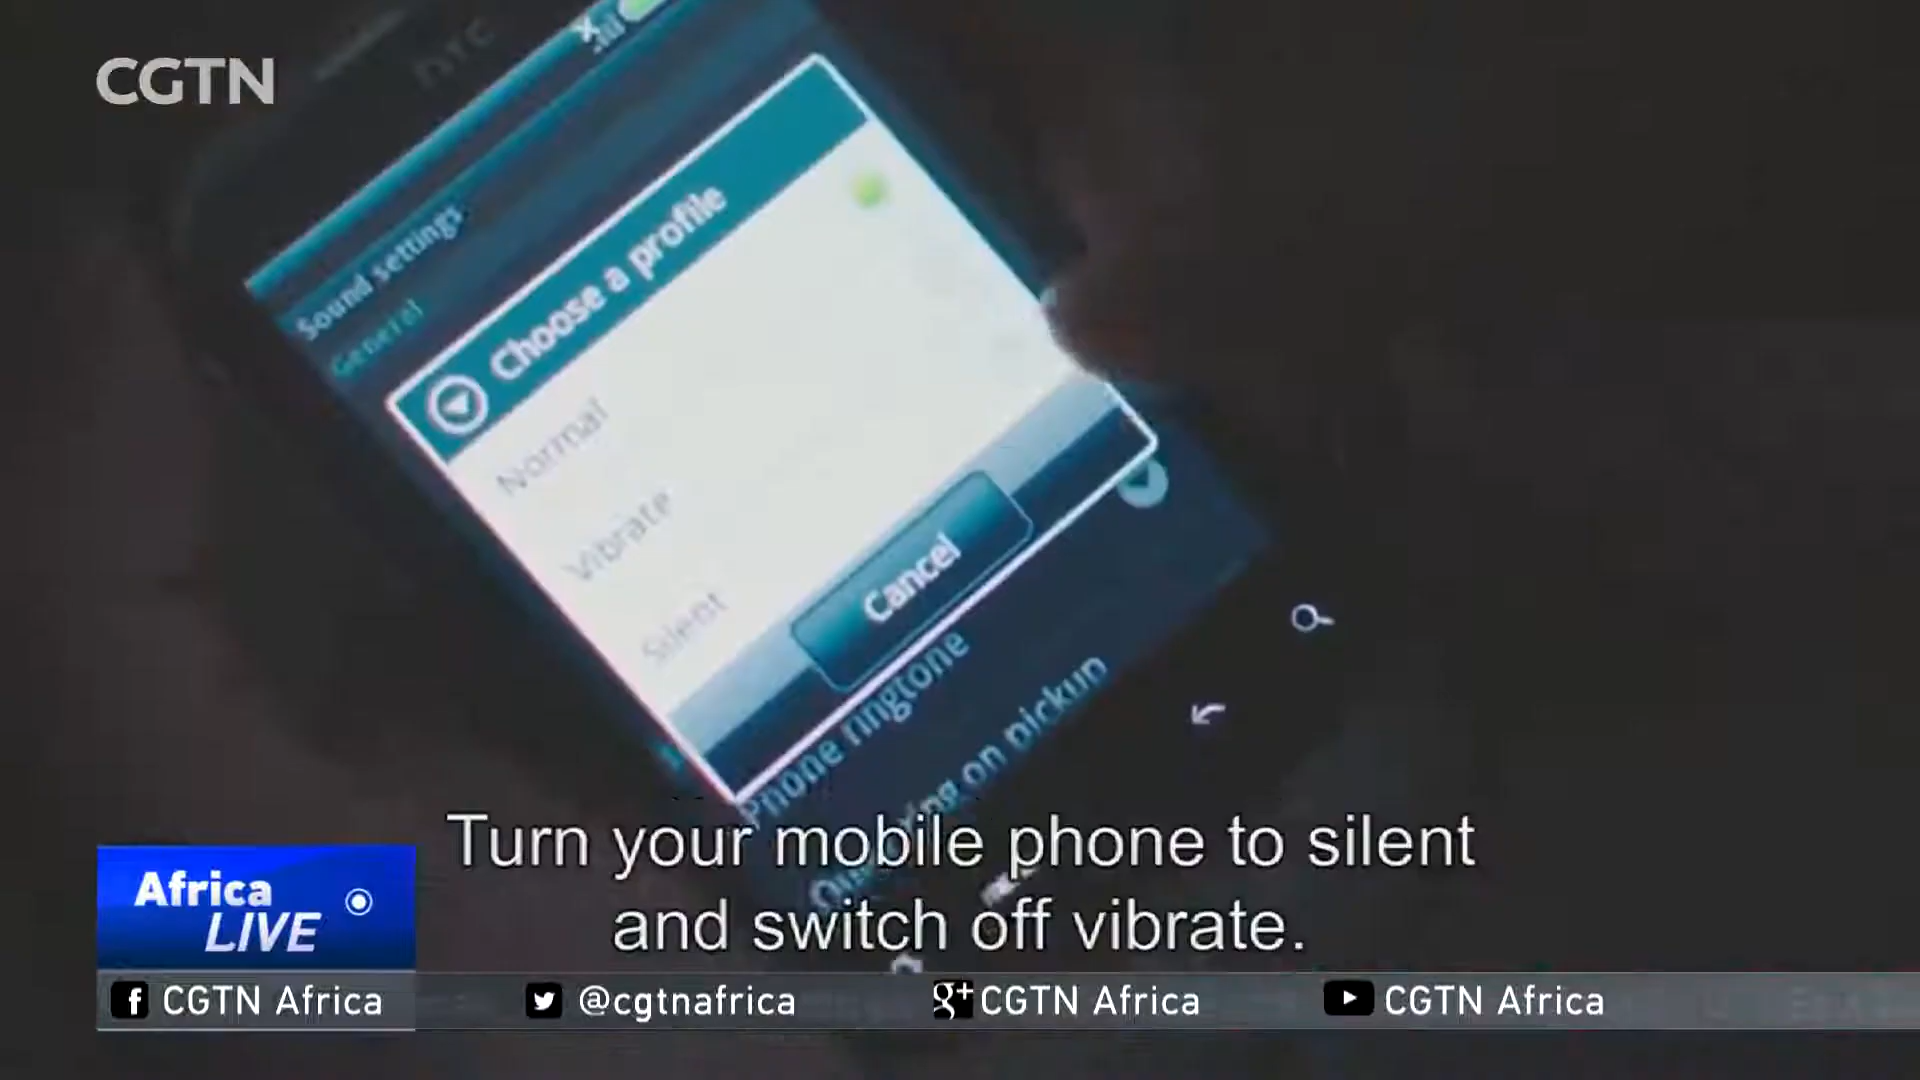 CGTN
hTC
Sound settings
General
Choose a profile
Normal
Vibrate
Silent
Cancel
Phone ringtone
ring on pickup
Turn your mobile phone to silent
and switch off vibrate.
Africa
LIVE
CGTN Africa
@cgtnafrica
g+ CGTN Africa
CGTN Africa